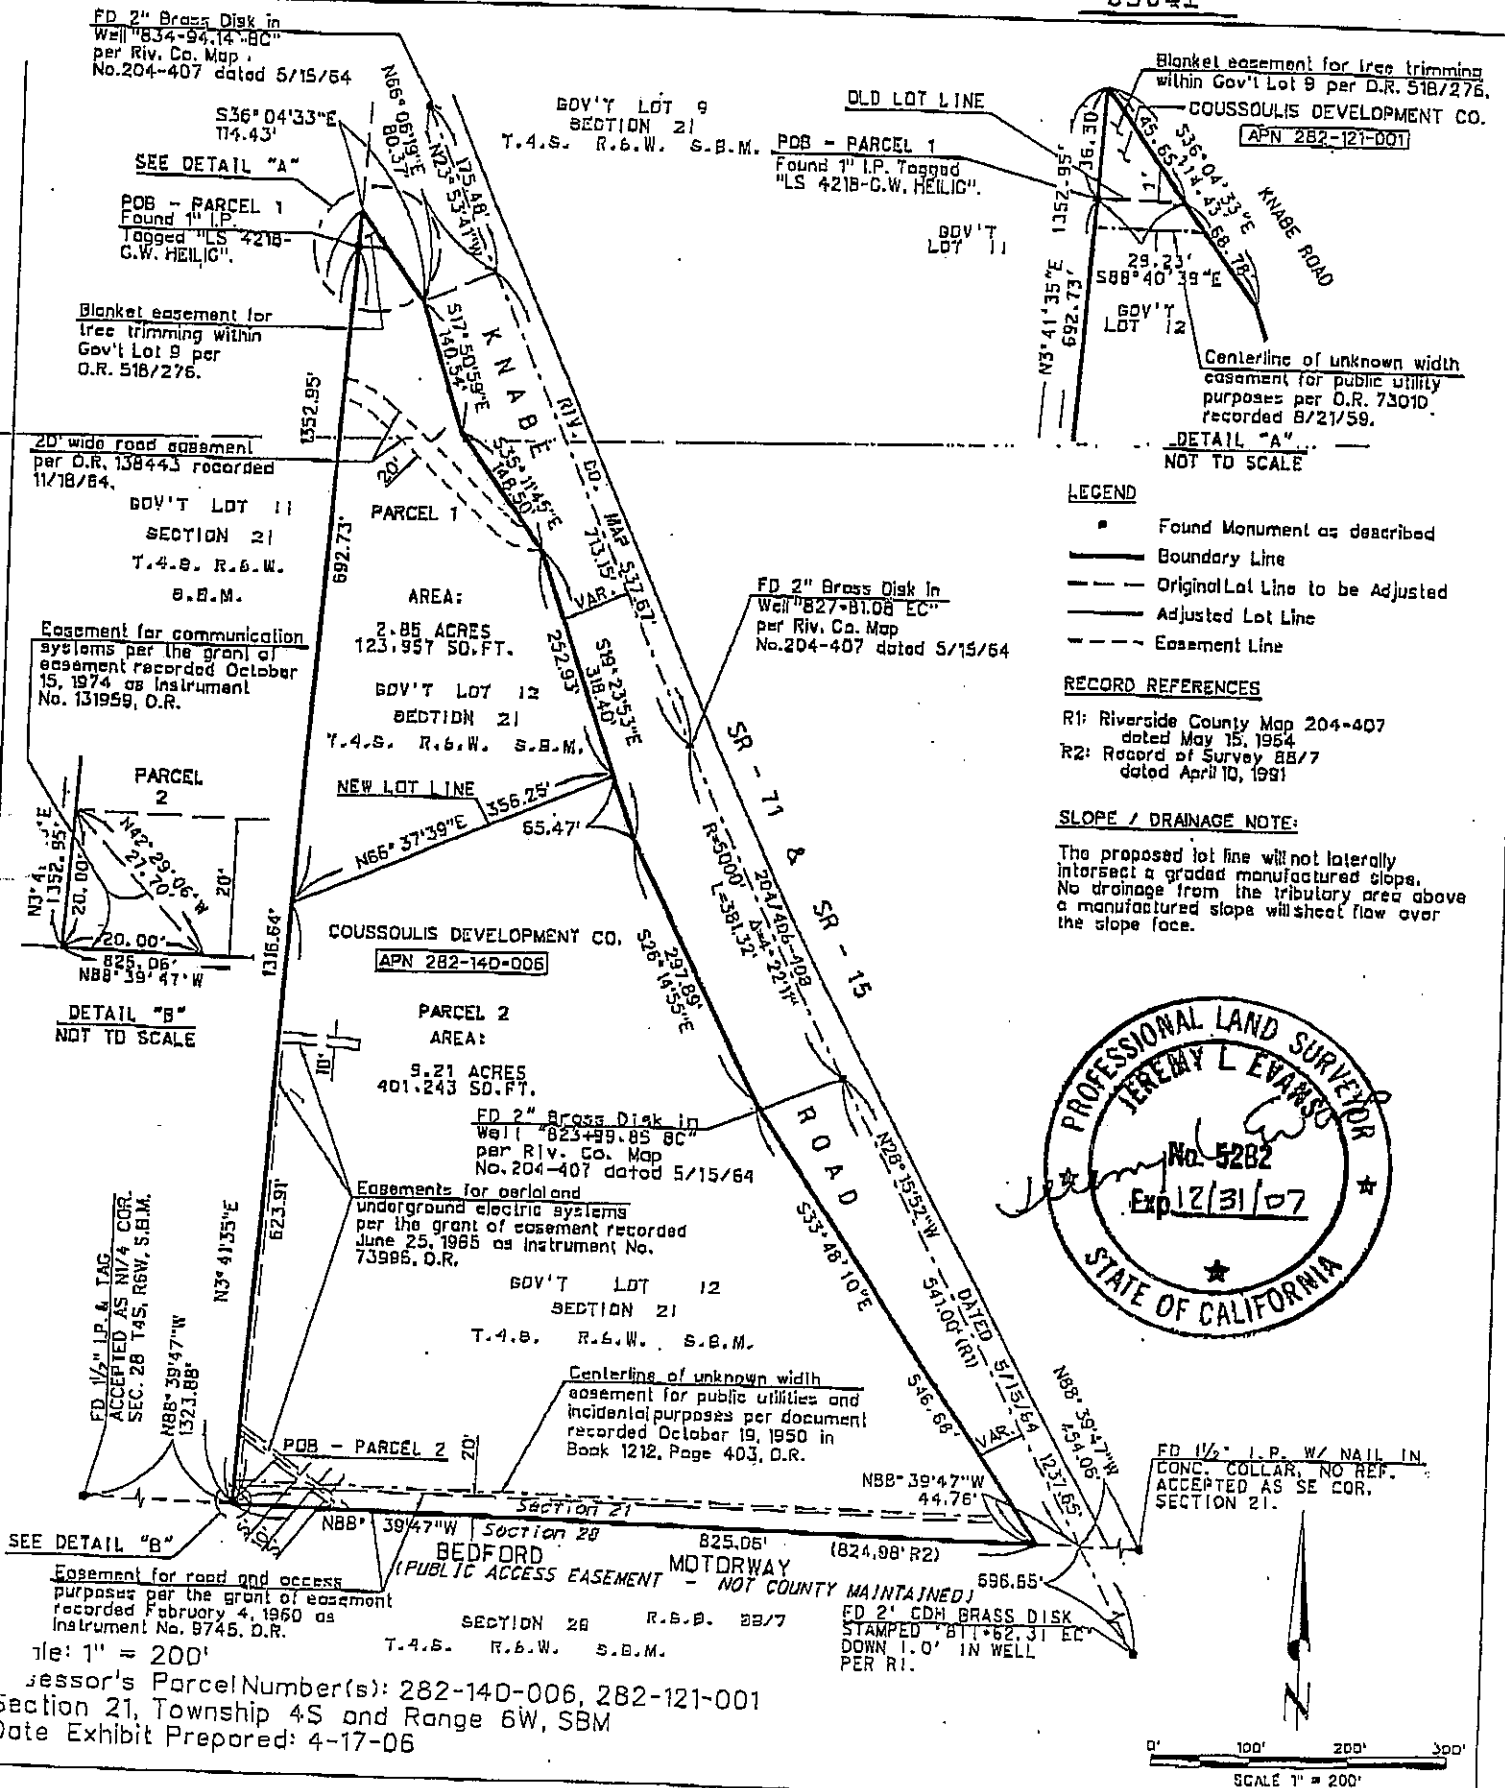 FD 2" Brass Disk in
Well "834-94.14 BC"
per Riv. Co. Map
No.204-407 dated 5/15/64
S36° 04'33"E
114.43'
SEE DETAIL "A"
POB - PARCEL 1
Found 1" I.P.
Tagged "LS 4218-
G.W. HEILIG".
Blanket easement for
tree trimming within
Gov't Lot 9 per
O.R. 518/276.
20' wide road easement
per O.R. 138443 recorded
11/18/64.
GOV'T LOT 11
SECTION 21
T.4.S. R.6.W.
S.B.M.
Easement for communication
systems per the grant of
easement recorded October
15, 1974 as Instrument
No. 131959, O.R.
N66° 06'19"E
80.37'
N23° 53'41"W
175.48'
GOV'T LOT 9
SECTION 21
T.4.S. R.6.W. S.B.M.
OLD LOT LINE
POB - PARCEL 1
Found 1" I.P. Tagged
"LS 4218-G.W. HEILIG".
GOV'T
LOT 11
Blanket easement for tree trimming
within Gov't Lot 9 per O.R. 518/276.
COUSSOULIS DEVELOPMENT CO.
APN 282-121-001
36.30'
1352.95'
45.65'
S36° 04'33"E
114.43'
68.78'
KNABE ROAD
29.23'
S88° 40'39"E
GOV'T
LOT 12
N3° 41'35"E
692.73'
Centerline of unknown width
easement for public utility
purposes per O.R. 73010
recorded 8/21/59.
DETAIL "A"
NOT TO SCALE
LEGEND
Found Monument as described
Boundary Line
Original Lot Line to be Adjusted
Adjusted Lot Line
Easement Line
RECORD REFERENCES
R1: Riverside County Map 204-407
dated May 15, 1964
R2: Record of Survey 88/7
dated April 10, 1991
SLOPE / DRAINAGE NOTE:
The proposed lot line will not laterally
intersect a graded manufactured slope.
No drainage from the tributary area above
a manufactured slope will sheet flow over
the slope face.
1352.95'
692.73'
S17° 50'59"E
140.54'
KNABE
20'
S35° 11'45"E
148.50'
RIV. CO. MAP
713.15'
S37.67'
VAR.
PARCEL 1
AREA:
2.85 ACRES
123,957 SQ.FT.
GOV'T LOT 12
SECTION 21
T.4.S. R.6.W. S.B.M.
252.93'
S19° 23'53"E
318.40'
FD 2" Brass Disk in
Well "827+81.08 EC"
per Riv. Co. Map
No.204-407 dated 5/15/64
NEW LOT LINE
356.25'
N66° 37'39"E
65.47'
SR - 71 & SR - 15
R=5000' Δ=4° 22'11"
L=381.32'
204/406-408
PARCEL
2
1352.95'
20.00'
N42° 29'06"W
27.70'
20'
20.00'
825.06'
N88° 39'47"W
DETAIL "B"
NOT TO SCALE
1316.64'
COUSSOULIS DEVELOPMENT CO.
APN 282-140-006
PARCEL 2
AREA:
9.21 ACRES
401,243 SQ.FT.
297.89'
S26° 14'55"E
10'
FD 2" Brass Disk in
Well "823+99.85 BC"
per Riv. Co. Map
No.204-407 dated 5/15/64
Easements for aerial and
underground electric systems
per the grant of easement recorded
June 25, 1965 as Instrument No.
73986, O.R.
GOV'T LOT 12
SECTION 21
T.4.S. R.6.W. S.B.M.
ROAD
N28° 15'52"W
541.00' (R1)
DATED 5/15/64
S33° 48'10"E
546.68'
VAR.
1237.65'
N88° 39'47"W
454.06'
623.91'
N3° 41'35"E
FD 1 1/2" I.P. & TAG
ACCEPTED AS N1/4 COR.
SEC. 28 T4S, R6W, S.B.M.
N88° 39'47"W
1323.88'
Centerline of unknown width
easement for public utilities and
incidental purposes per document
recorded October 19, 1950 in
Book 1212, Page 403, O.R.
POB - PARCEL 2
20'
N88° 39'47"W
44.76'
FD 1 1/2" I.P. W/ NAIL IN
CONC. COLLAR, NO REF.
ACCEPTED AS SE COR.
SECTION 21.
Section 21
N88° 39'47"W
Section 28
825.06'
(824.98' R2)
BEDFORD MOTORWAY
(PUBLIC ACCESS EASEMENT - NOT COUNTY MAINTAINED)
696.65'
SEE DETAIL "B"
Easement for road and access
purposes per the grant of easement
recorded February 4, 1960 as
Instrument No. 9745, O.R.
SECTION 28
T.4.S. R.6.W. S.B.M.
FD 2" CDH BRASS DISK
STAMPED "811+62.31 EC"
DOWN 1.0' IN WELL
PER R1.
PROFESSIONAL LAND SURVEYOR
JEREMY L EVANS
No. 5282
Exp 12/31/07
STATE OF CALIFORNIA
1" = 200'
Parcel Number(s): 282-140-006, 282-121-001
Section 21, Township 4S and Range 6W, SBM
Date Exhibit Prepared: 4-17-06
N
0' 100' 200' 300'
SCALE 1" = 200'